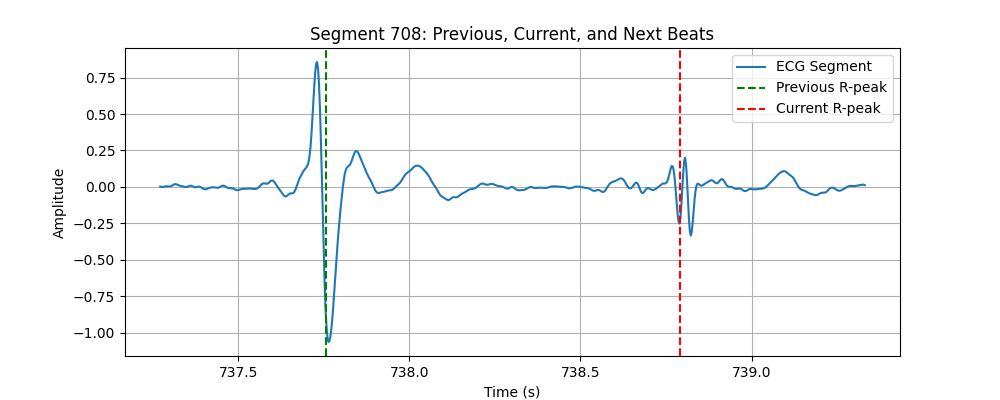 Segment 708: Previous, Current, and Next Beats
ECG Segment
Previous R-peak
Current R-peak
Amplitude
0.75
0.50
0.25
0.00
−0.25
−0.50
−0.75
−1.00
737.5 738.0 738.5 739.0
Time (s)